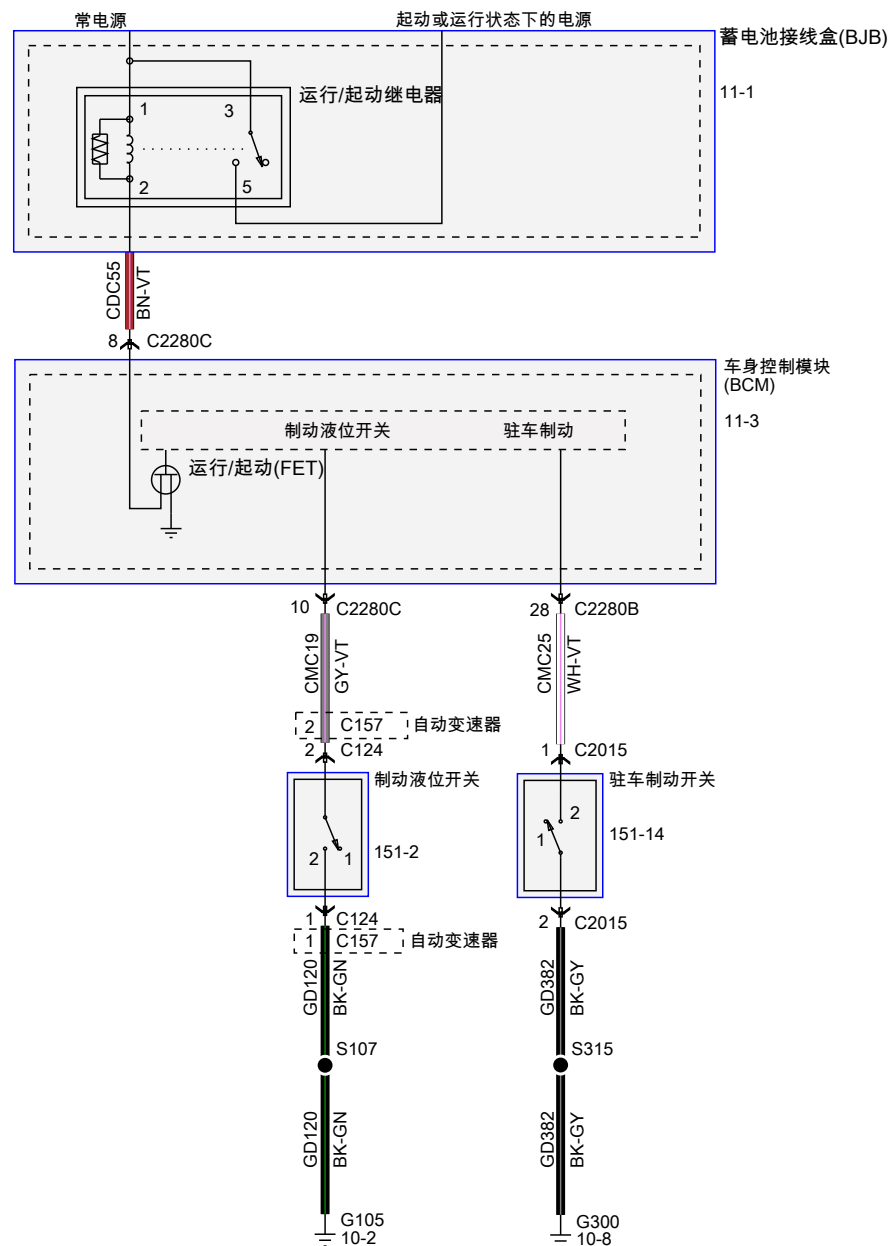 常电源
起动或运行状态下的电源
蓄电池接线盒(BJB)
11-1
运行/起动继电器
1
3
2
5
CDC55
BN-VT
8
C2280C
车身控制模块
(BCM)
11-3
制动液位开关
驻车制动
运行/起动(FET)
10
C2280C
28
C2280B
CMC19
GY-VT
CMC25
WH-VT
2
C157
自动变速器
2
C124
1
C2015
制动液位开关
驻车制动开关
2
1
151-2
1
2
151-14
1
C124
2
C2015
1
C157
自动变速器
GD120
BK-GN
GD382
BK-GY
S107
S315
GD120
BK-GN
GD382
BK-GY
G105
10-2
G300
10-8